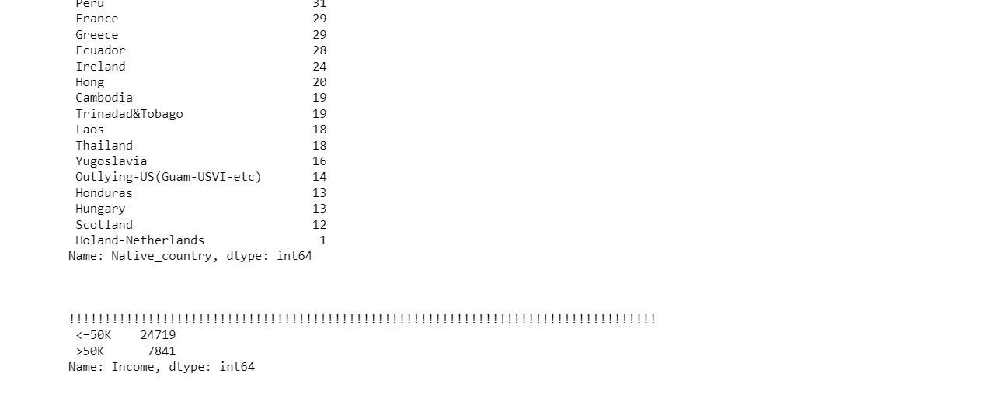 Peru 31
France 29
Greece 29
Ecuador 28
Ireland 24
Hong 20
Cambodia 19
Trinadad&Tobago 19
Laos 18
Thailand 18
Yugoslavia 16
Outlying-US(Guam-USVI-etc) 14
Honduras 13
Hungary 13
Scotland 12
Holand-Netherlands 1
Name: Native_country, dtype: int64
!!!!!!!!!!!!!!!!!!!!!!!!!!!!!!!!!!!!!!!!!!!!!!!!!!!!!!!!!!!!!!!!!!!!!!!!!!!!!!!!!!
<=50K 24719
>50K 7841
Name: Income, dtype: int64